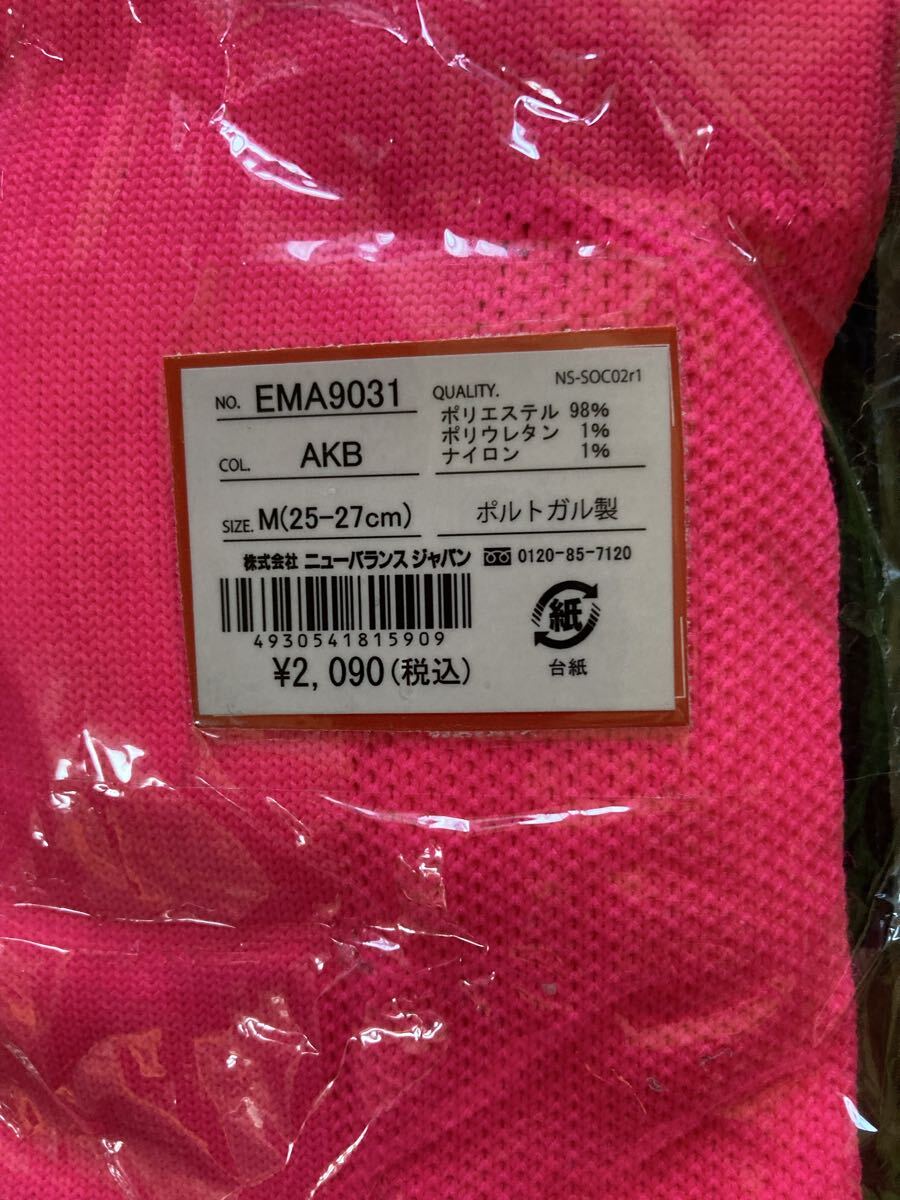 NO. EMA9031
COL. AKB
SIZE. M(25-27cm)
NS-SOC02r1
QUALITY.
ポリエステル 98%
ポリウレタン 1%
ナイロン 1%
ポルトガル製
株式会社 ニューバランス ジャパン 0120-85-7120
4930541815909
¥2,090(税込)
紙
台紙